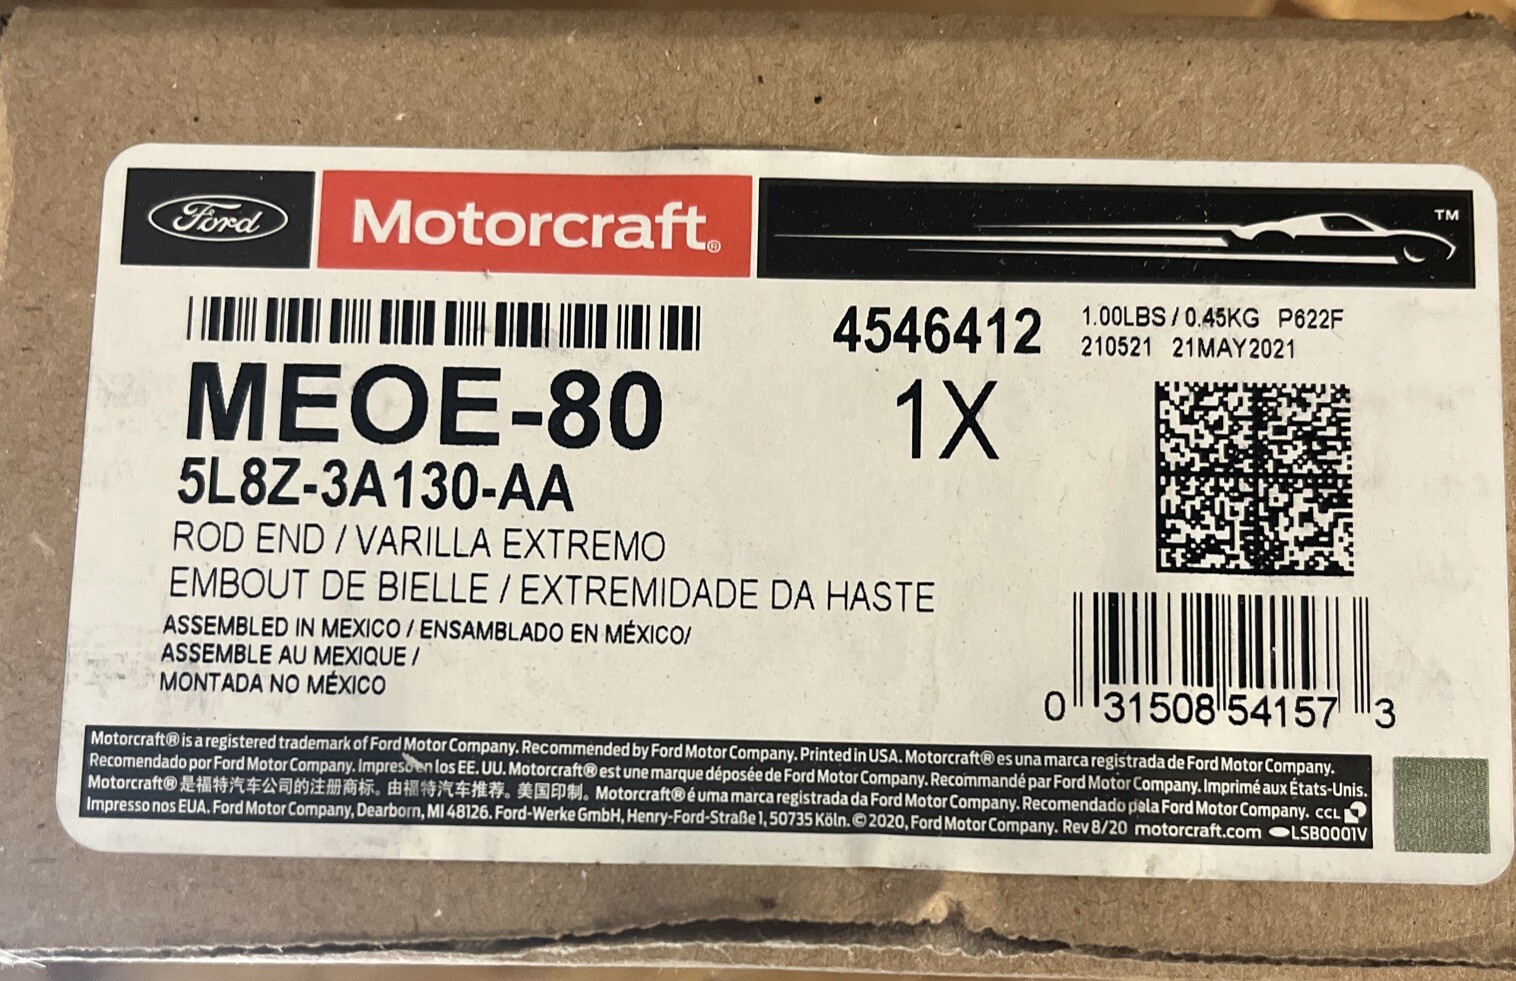 Ford Motorcraft® ™
4546412 1.00LBS / 0.45KG P622F
210521 21MAY2021
MEOE-80 1X
5L8Z-3A130-AA
ROD END / VARILLA EXTREMO
EMBOUT DE BIELLE / EXTREMIDADE DA HASTE
ASSEMBLED IN MEXICO / ENSAMBLADO EN MÉXICO/
ASSEMBLE AU MEXIQUE /
MONTADA NO MÉXICO
0 31508 54157 3
Motorcraft® is a registered trademark of Ford Motor Company. Recommended by Ford Motor Company. Printed in USA. Motorcraft® es una marca registrada de Ford Motor Company.
Recomendado por Ford Motor Company. Impreso en los EE. UU. Motorcraft® est une marque déposée de Ford Motor Company. Recommandé par Ford Motor Company. Imprimé aux États-Unis.
Motorcraft® 是福特汽车公司的注册商标。由福特汽车推荐。美国印制。Motorcraft® é uma marca registrada da Ford Motor Company. Recomendado pela Ford Motor Company. CCL
Impresso nos EUA. Ford Motor Company, Dearborn, MI 48126. Ford-Werke GmbH, Henry-Ford-Straße 1, 50735 Köln. © 2020, Ford Motor Company. Rev 8/20 motorcraft.com LSB0001V